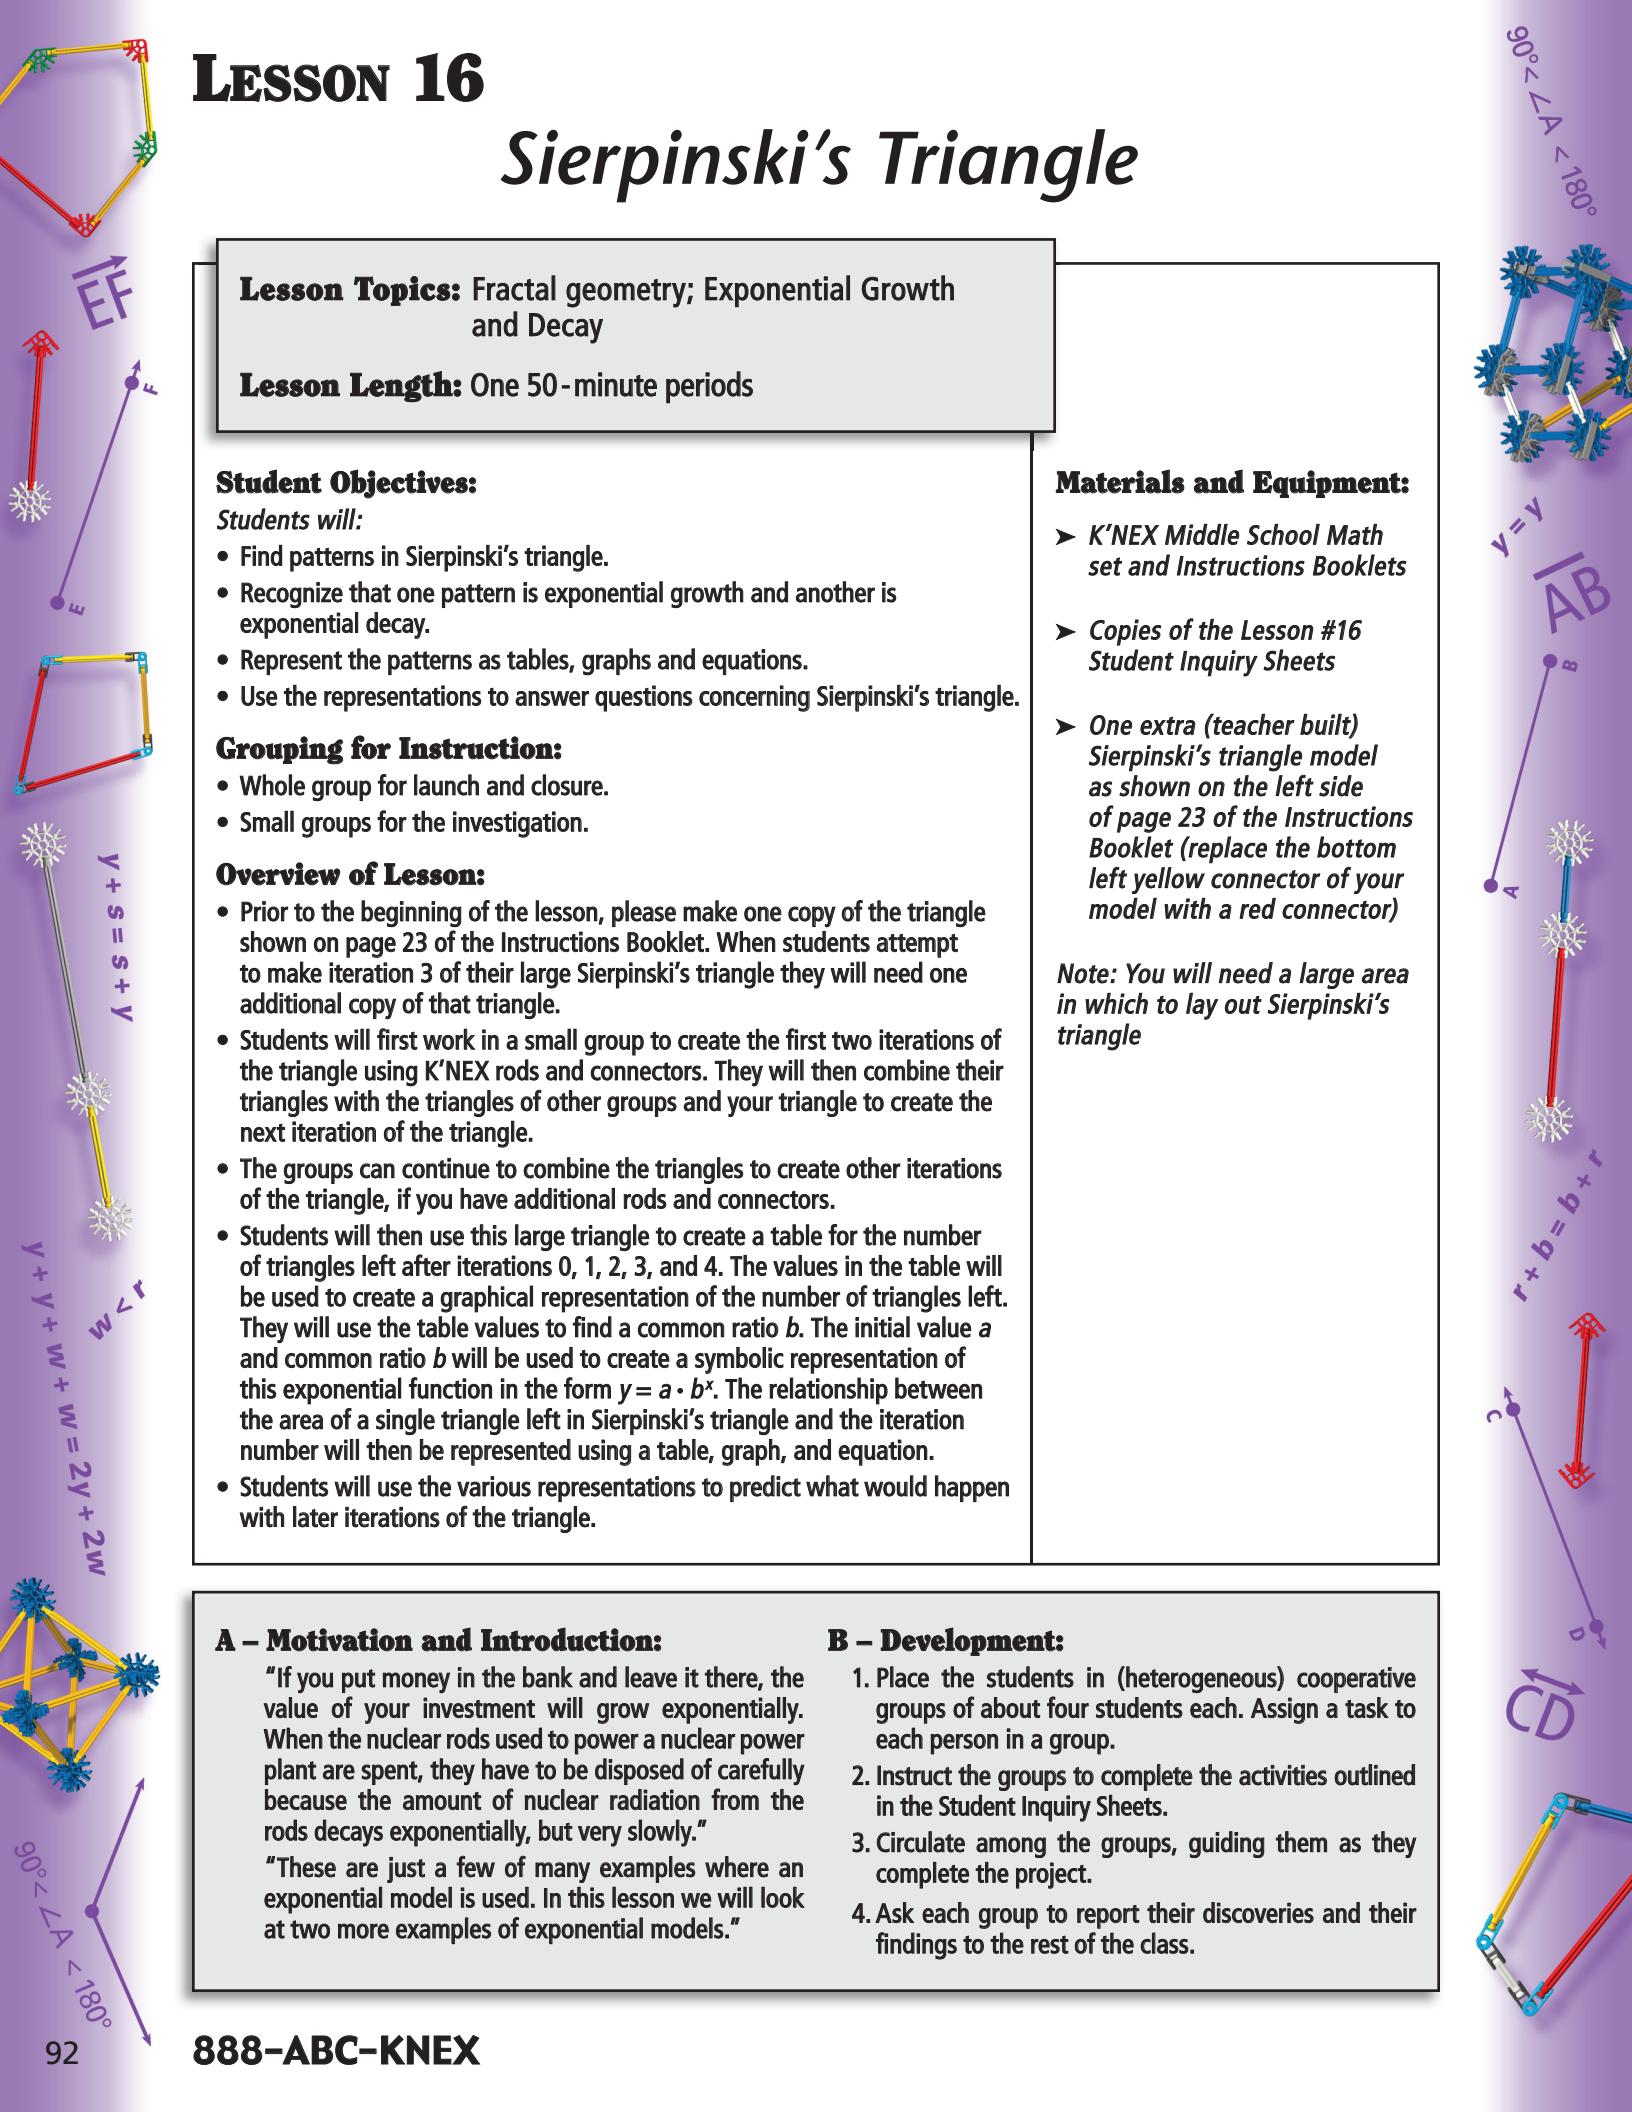 LESSON 16
Sierpinski's Triangle
Lesson Topics: Fractal geometry; Exponential Growth
and Decay
Lesson Length: One 50-minute periods
Student Objectives:
Students will:
• Find patterns in Sierpinski's triangle.
• Recognize that one pattern is exponential growth and another is
exponential decay.
• Represent the patterns as tables, graphs and equations.
• Use the representations to answer questions concerning Sierpinski's triangle.
Grouping for Instruction:
• Whole group for launch and closure.
• Small groups for the investigation.
Overview of Lesson:
• Prior to the beginning of the lesson, please make one copy of the triangle
shown on page 23 of the Instructions Booklet. When students attempt
to make iteration 3 of their large Sierpinski's triangle they will need one
additional copy of that triangle.
• Students will first work in a small group to create the first two iterations of
the triangle using K'NEX rods and connectors. They will then combine their
triangles with the triangles of other groups and your triangle to create the
next iteration of the triangle.
• The groups can continue to combine the triangles to create other iterations
of the triangle, if you have additional rods and connectors.
• Students will then use this large triangle to create a table for the number
of triangles left after iterations 0, 1, 2, 3, and 4. The values in the table will
be used to create a graphical representation of the number of triangles left.
They will use the table values to find a common ratio b. The initial value a
and common ratio b will be used to create a symbolic representation of
this exponential function in the form y = a • bˣ. The relationship between
the area of a single triangle left in Sierpinski's triangle and the iteration
number will then be represented using a table, graph, and equation.
• Students will use the various representations to predict what would happen
with later iterations of the triangle.
Materials and Equipment:
➤ K'NEX Middle School Math
set and Instructions Booklets
➤ Copies of the Lesson #16
Student Inquiry Sheets
➤ One extra (teacher built)
Sierpinski's triangle model
as shown on the left side
of page 23 of the Instructions
Booklet (replace the bottom
left yellow connector of your
model with a red connector)
Note: You will need a large area
in which to lay out Sierpinski's
triangle
A – Motivation and Introduction:
"If you put money in the bank and leave it there, the
value of your investment will grow exponentially.
When the nuclear rods used to power a nuclear power
plant are spent, they have to be disposed of carefully
because the amount of nuclear radiation from the
rods decays exponentially, but very slowly."
"These are just a few of many examples where an
exponential model is used. In this lesson we will look
at two more examples of exponential models."
B – Development:
1. Place the students in (heterogeneous) cooperative
groups of about four students each. Assign a task to
each person in a group.
2. Instruct the groups to complete the activities outlined
in the Student Inquiry Sheets.
3. Circulate among the groups, guiding them as they
complete the project.
4. Ask each group to report their discoveries and their
findings to the rest of the class.
92
888–ABC–KNEX
EF
F
E
y + s = s + y
y + y + w + w = 2y + 2w
w < r
90° < ∠A < 180°
90° < ∠A < 180°
y = y
AB
B
A
r + b = b + r
C
D
CD